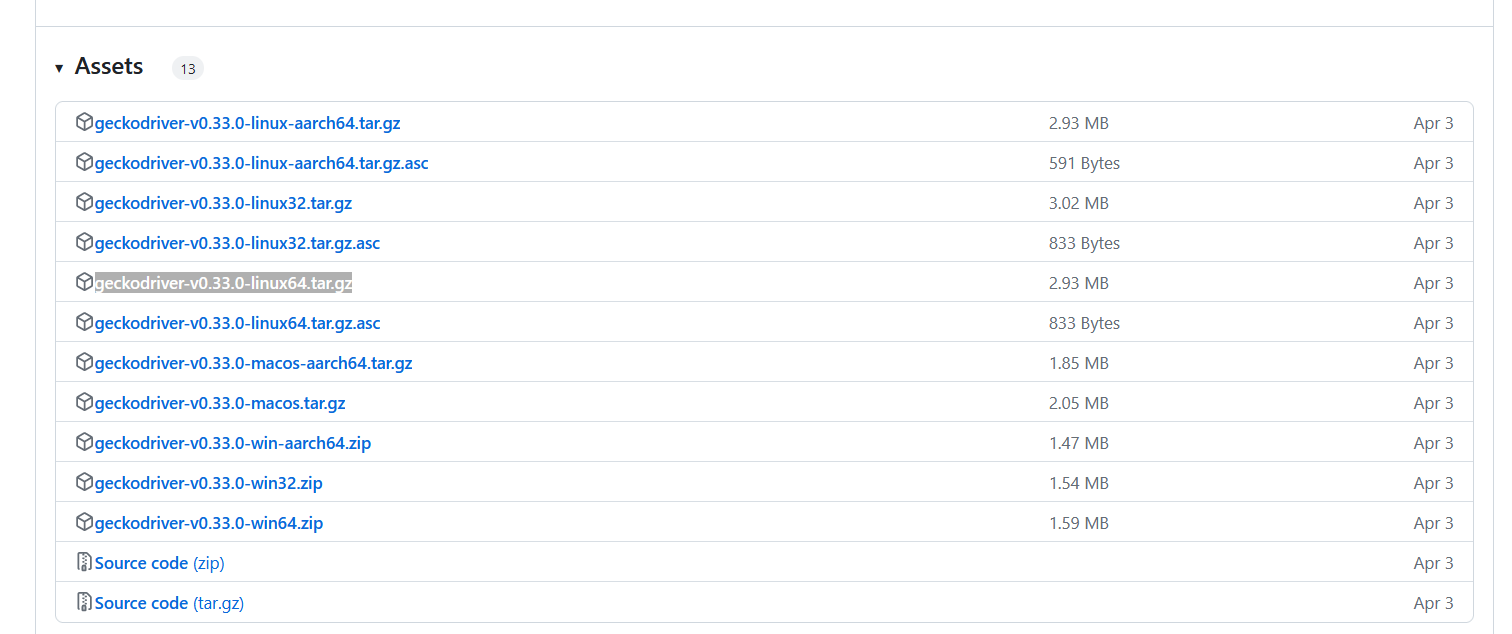 Assets 13
geckodriver-v0.33.0-linux-aarch64.tar.gz 2.93 MB Apr 3
geckodriver-v0.33.0-linux-aarch64.tar.gz.asc 591 Bytes Apr 3
geckodriver-v0.33.0-linux32.tar.gz 3.02 MB Apr 3
geckodriver-v0.33.0-linux32.tar.gz.asc 833 Bytes Apr 3
geckodriver-v0.33.0-linux64.tar.gz 2.93 MB Apr 3
geckodriver-v0.33.0-linux64.tar.gz.asc 833 Bytes Apr 3
geckodriver-v0.33.0-macos-aarch64.tar.gz 1.85 MB Apr 3
geckodriver-v0.33.0-macos.tar.gz 2.05 MB Apr 3
geckodriver-v0.33.0-win-aarch64.zip 1.47 MB Apr 3
geckodriver-v0.33.0-win32.zip 1.54 MB Apr 3
geckodriver-v0.33.0-win64.zip 1.59 MB Apr 3
Source code (zip) Apr 3
Source code (tar.gz) Apr 3